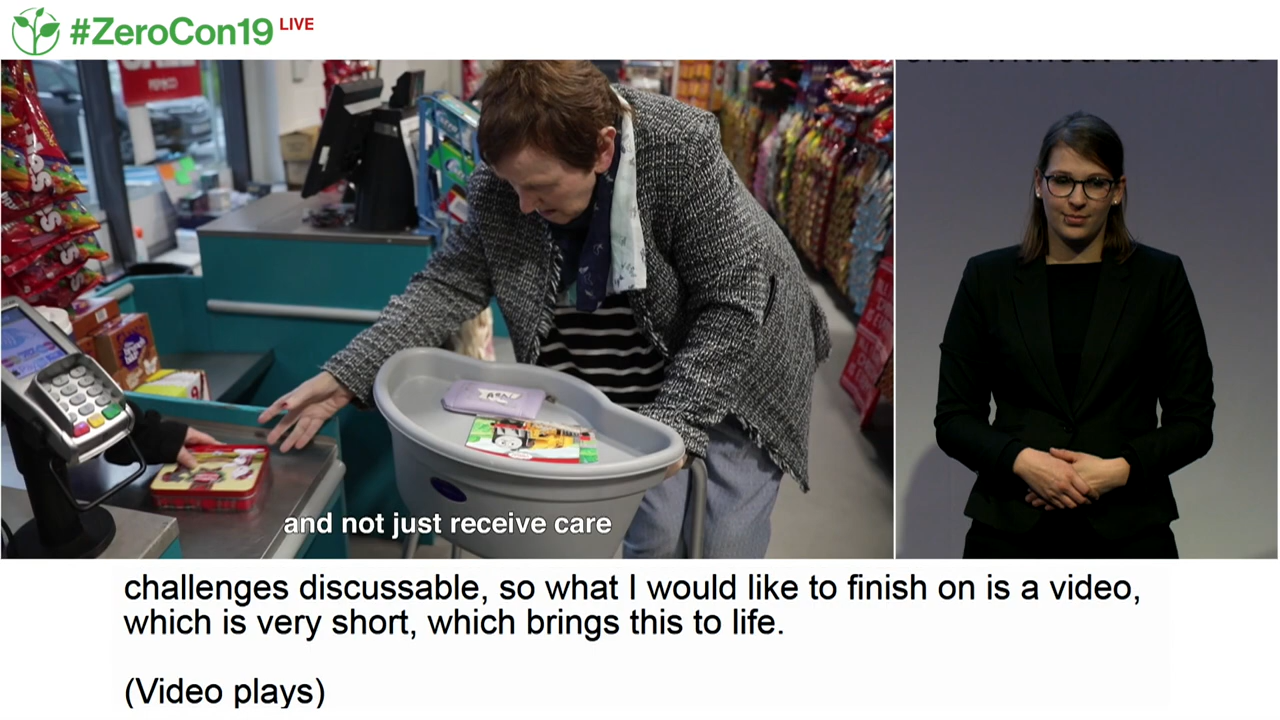 #ZeroCon19 LIVE
and not just receive care
challenges discussable, so what I would like to finish on is a video,
which is very short, which brings this to life.
(Video plays)